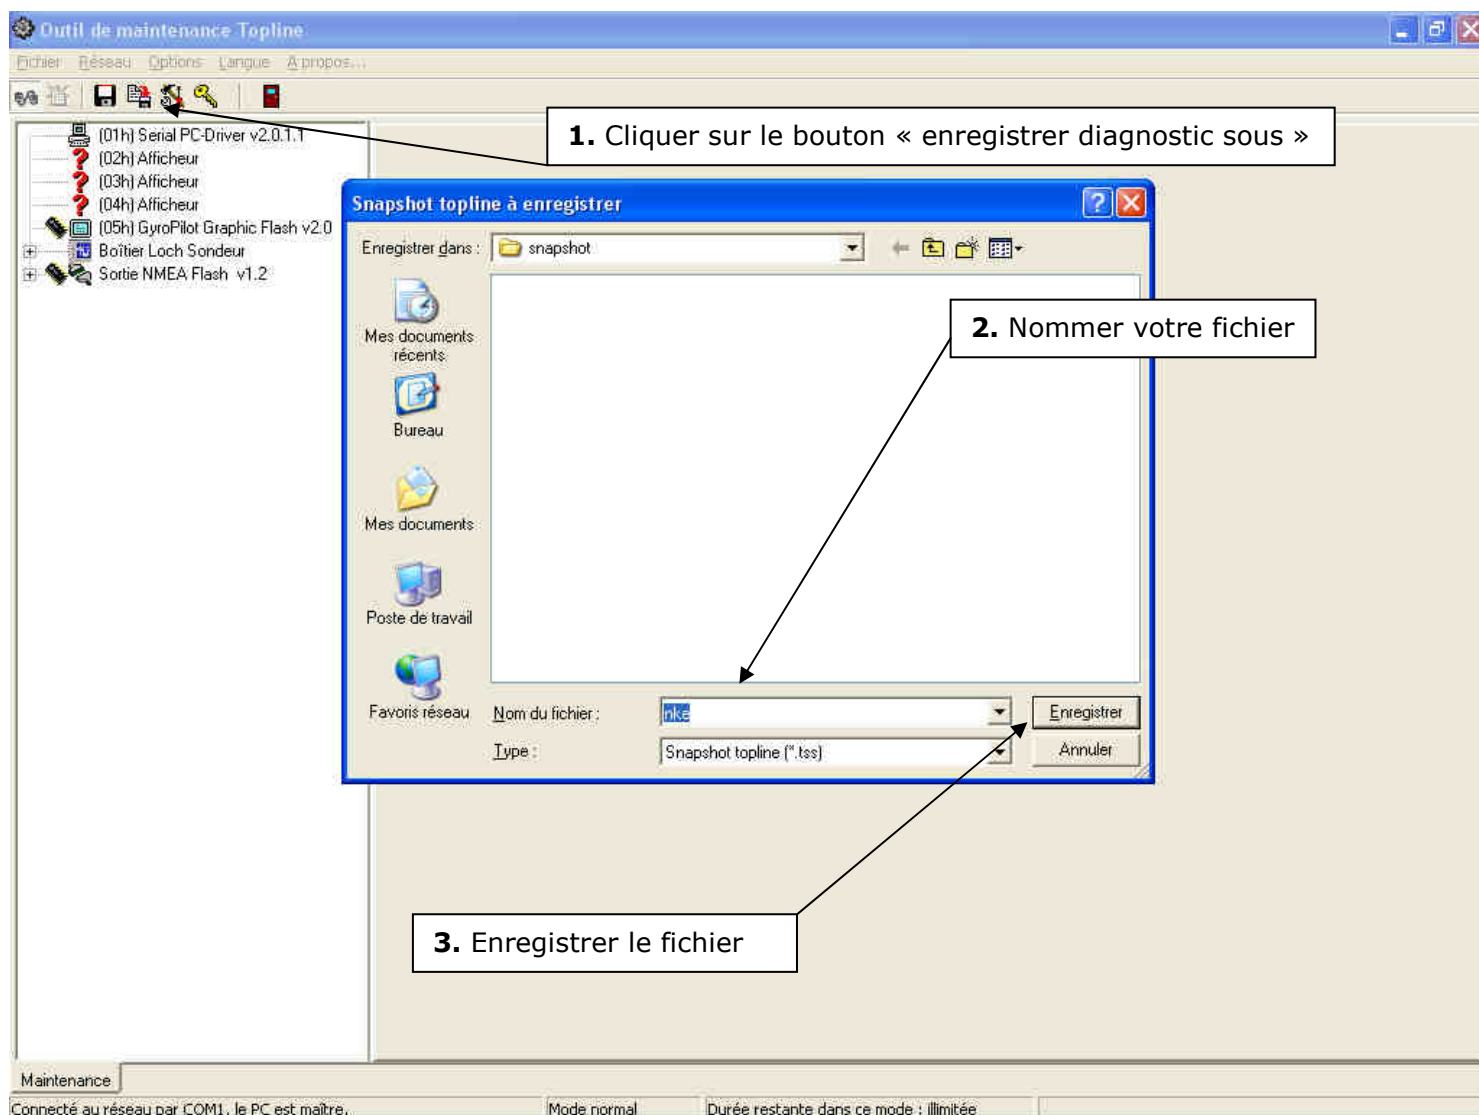 Outil de maintenance Topline
Fichier Réseau Options Langue A propos...
1. Cliquer sur le bouton « enregistrer diagnostic sous »
(01h) Serial PC-Driver v2.0.1.1
(02h) Afficheur
(03h) Afficheur
(04h) Afficheur
(05h) GyroPilot Graphic Flash v2.0
Boîtier Loch Sondeur
Sortie NMEA Flash v1.2
Snapshot topline à enregistrer
Enregistrer dans :
snapshot
Mes documents
récents
Bureau
Mes documents
Poste de travail
Favoris réseau
2. Nommer votre fichier
Nom du fichier :
nke
Enregistrer
Type :
Snapshot topline (*.tss)
Annuler
3. Enregistrer le fichier
Maintenance
Connecté au réseau par COM1, le PC est maître.
Mode normal
Durée restante dans ce mode : illimitée